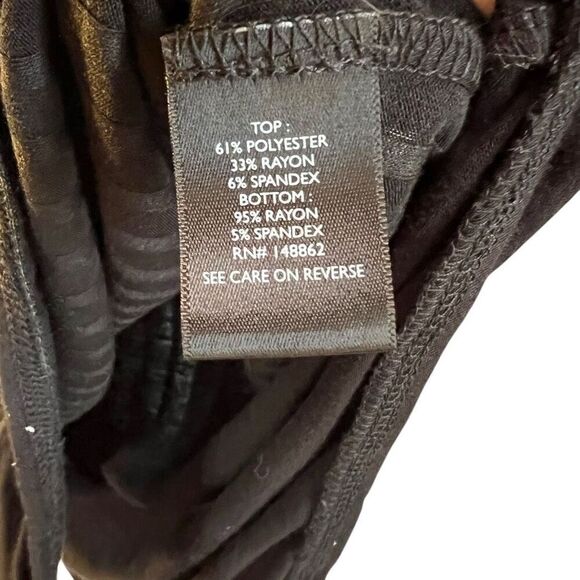 TOP :
61% POLYESTER
33% RAYON
6% SPANDEX
BOTTOM :
95% RAYON
5% SPANDEX
RN# 148862
SEE CARE ON REVERSE